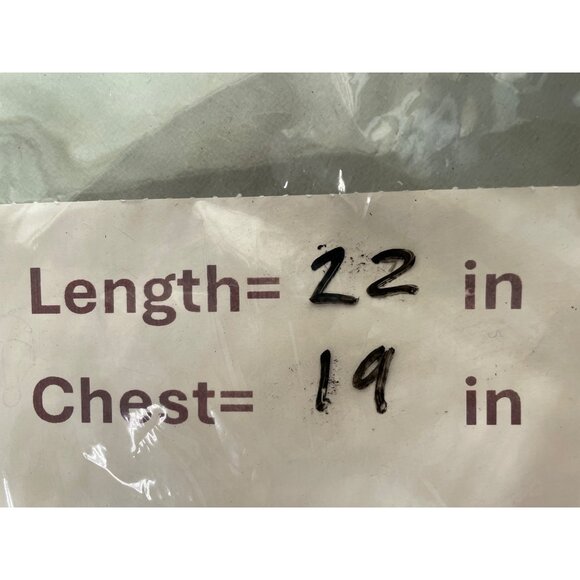 Length= 22 in
Chest= 19 in